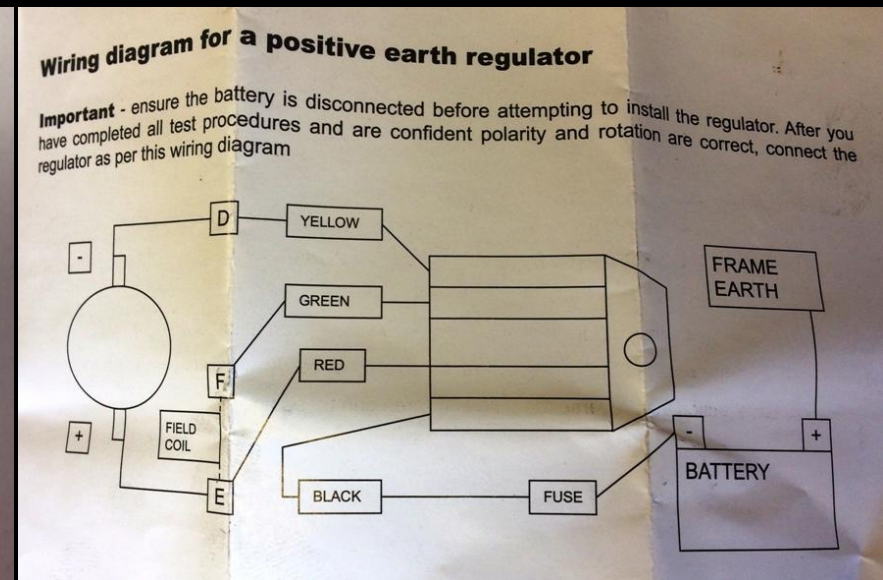 Wiring diagram for a positive earth regulator
Important - ensure the battery is disconnected before attempting to install the regulator. After you
have completed all test procedures and are confident polarity and rotation are correct, connect the
regulator as per this wiring diagram
D
YELLOW
-
FRAME
EARTH
GREEN
RED
F
FIELD
COIL
+
-
+
BATTERY
E
BLACK
FUSE